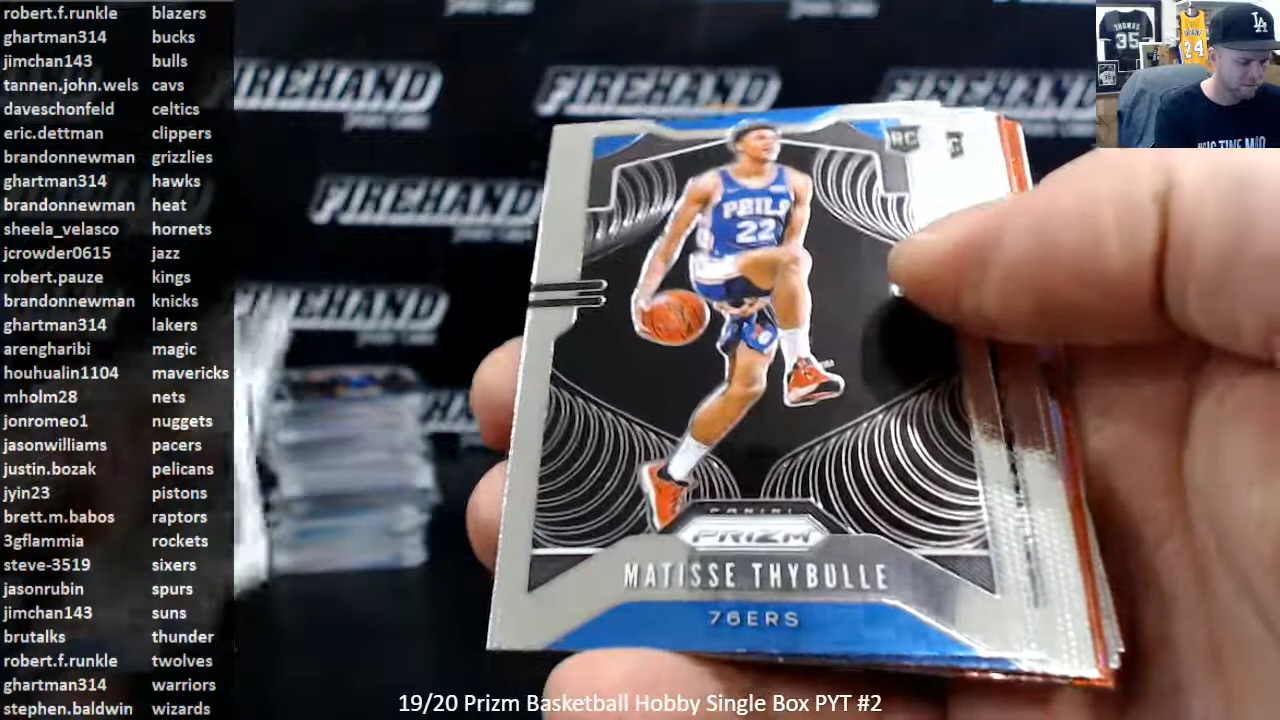 robert.f.runkle blazers
ghartman314 bucks
jimchan143 bulls
tannen.john.wels cavs
daveschonfeld celtics
eric.dettman clippers
brandonnewman grizzlies
ghartman314 hawks
brandonnewman heat
sheela_velasco hornets
jcrowder0615 jazz
robert.pauze kings
brandonnewman knicks
ghartman314 lakers
arengharibi magic
houhualin1104 mavericks
mholm28 nets
jonromeo1 nuggets
jasonwilliams pacers
justin.bozak pelicans
jyin23 pistons
brett.m.babos raptors
3gflammia rockets
steve-3519 sixers
jasonrubin spurs
jimchan143 suns
brutalks thunder
robert.f.runkle twolves
ghartman314 warriors
stephen.baldwin wizards
FIREHAND
FIREHAND
FIREHAND
FIREHAND
FIREHAND
THOMAS
35
24
LA
RC
PHILA
22
PANINI
PRIZM
MATISSE THYBULLE
76ERS
19/20 Prizm Basketball Hobby Single Box PYT #2